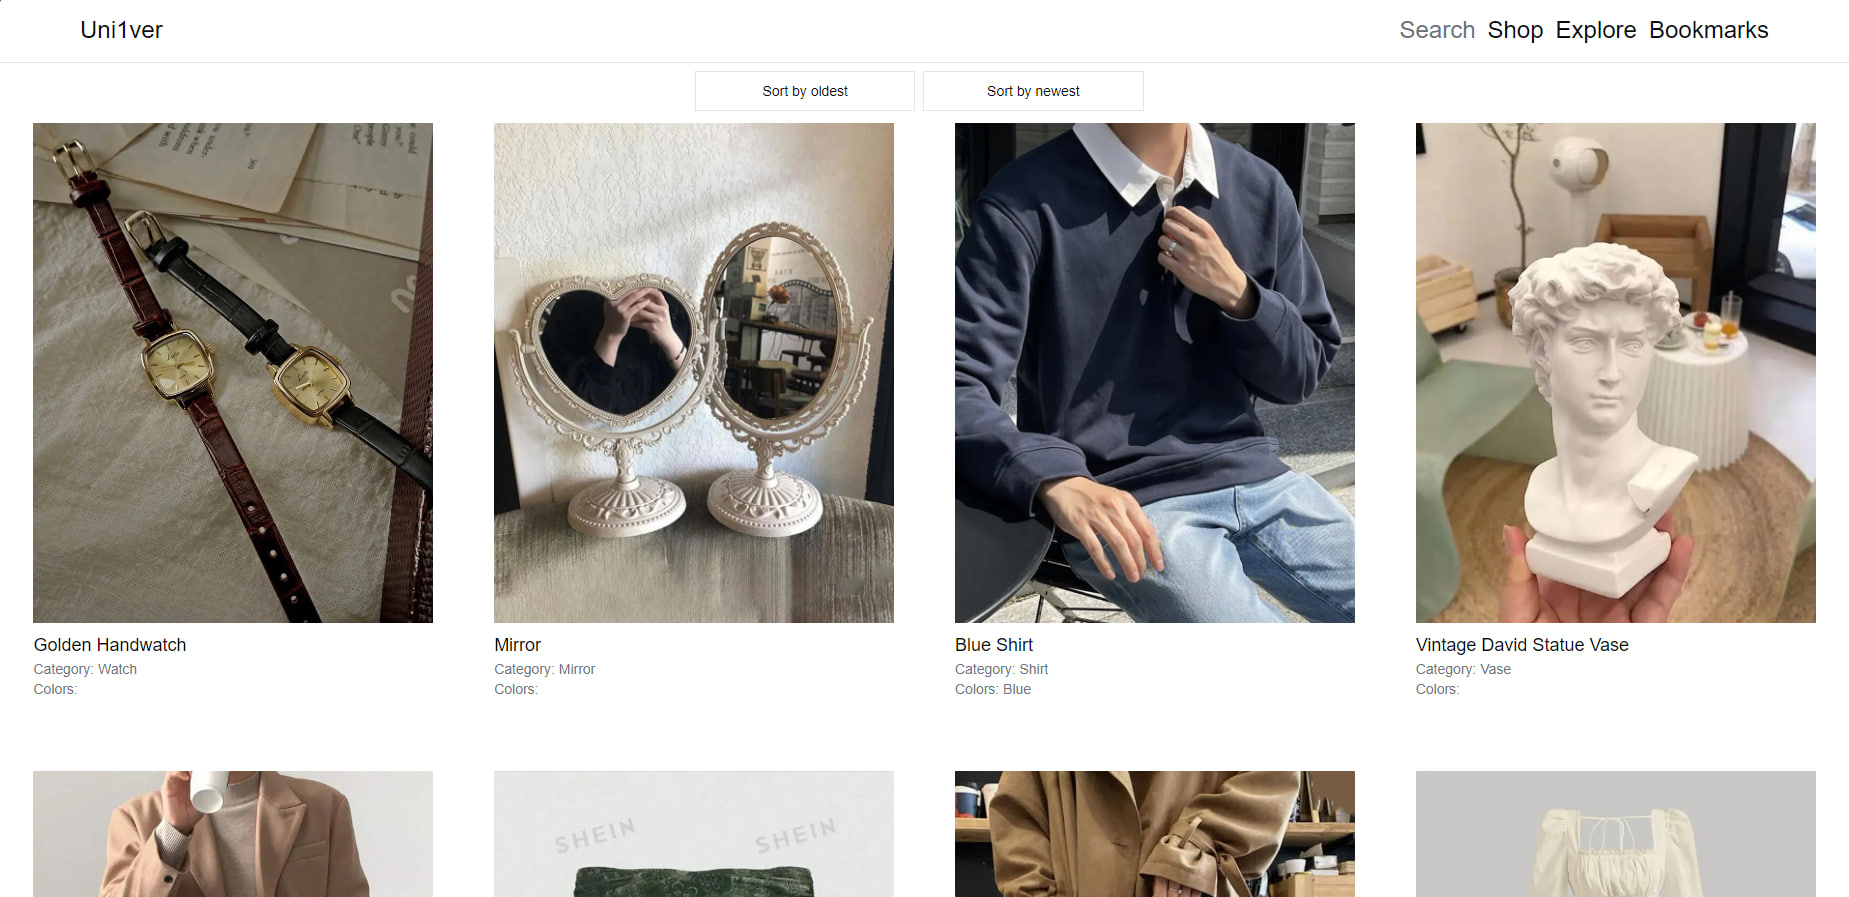 Uni1ver
Search Shop Explore Bookmarks
Sort by oldest
Sort by newest
Golden Handwatch
Category: Watch
Colors:
Mirror
Category: Mirror
Colors:
Blue Shirt
Category: Shirt
Colors: Blue
Vintage David Statue Vase
Category: Vase
Colors:
SHEIN
SHEIN